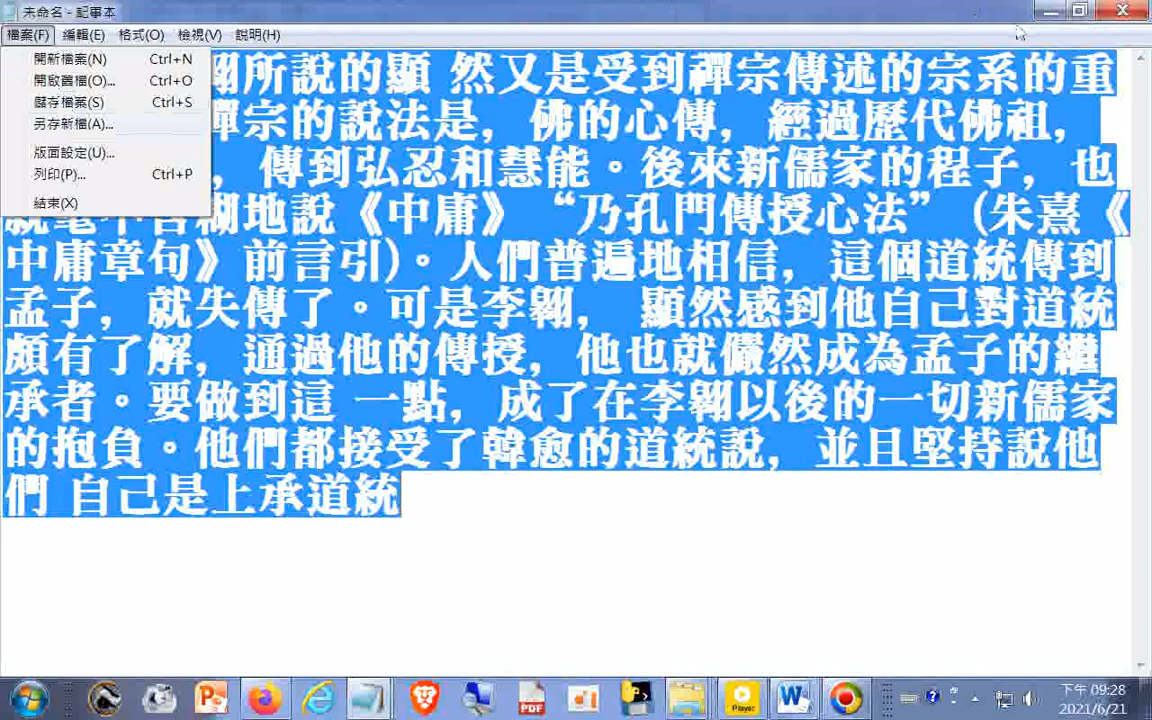 未命名 - 記事本
檔案(F) 編輯(E) 格式(O) 檢視(V) 說明(H)
開新檔案(N) Ctrl+N
開啟舊檔(O)... Ctrl+O
儲存檔案(S) Ctrl+S
另存新檔(A)...
版面設定(U)...
列印(P)... Ctrl+P
結束(X)
翱所說的顯 然又是受到禪宗傳述的宗系的重
禪宗的說法是，佛的心傳，經過歷代佛祖，
，傳到弘忍和慧能。後來新儒家的程子，也
就毫不含糊地說《中庸》“乃孔門傳授心法”(朱熹《
中庸章句》前言引)。人們普遍地相信，這個道統傳到
孟子，就失傳了。可是李翱， 顯然感到他自己對道統
頗有了解，通過他的傳授，他也就儼然成為孟子的繼
承者。要做到這 一點，成了在李翱以後的一切新儒家
的抱負。他們都接受了韓愈的道統說，並且堅持說他
們 自己是上承道統
PDF
Player
下午 09:28
2021/6/21